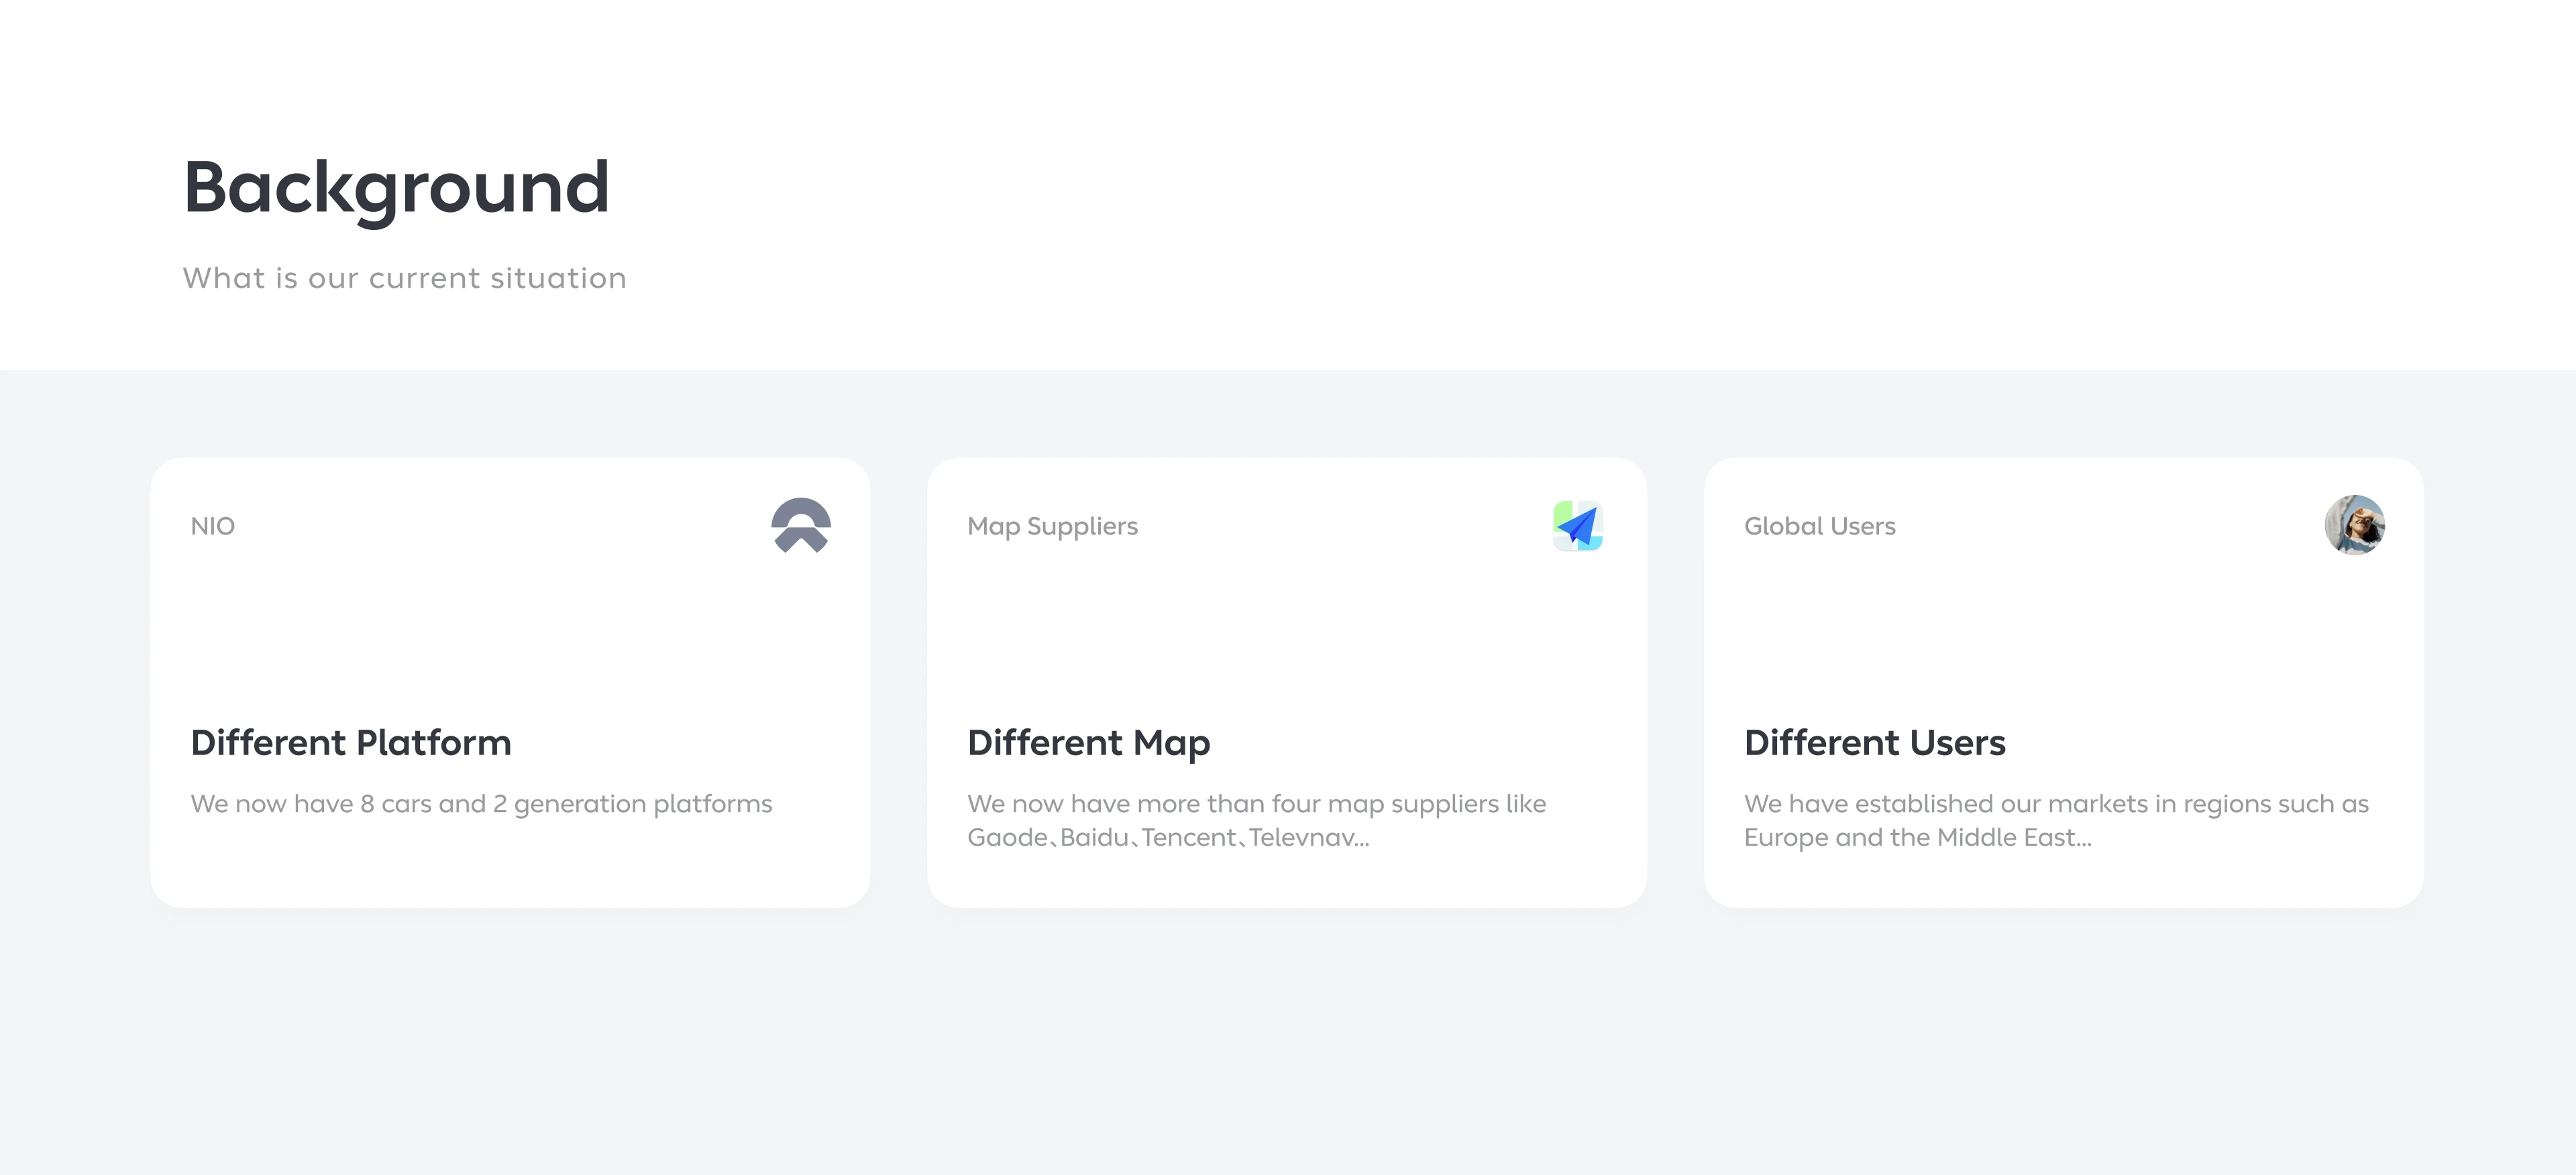 Background
What is our current situation
NIO
Different Platform
We now have 8 cars and 2 generation platforms
Map Suppliers
Different Map
We now have more than four map suppliers like
Gaode、Baidu、Tencent、Televnav...
Global Users
Different Users
We have established our markets in regions such as
Europe and the Middle East...